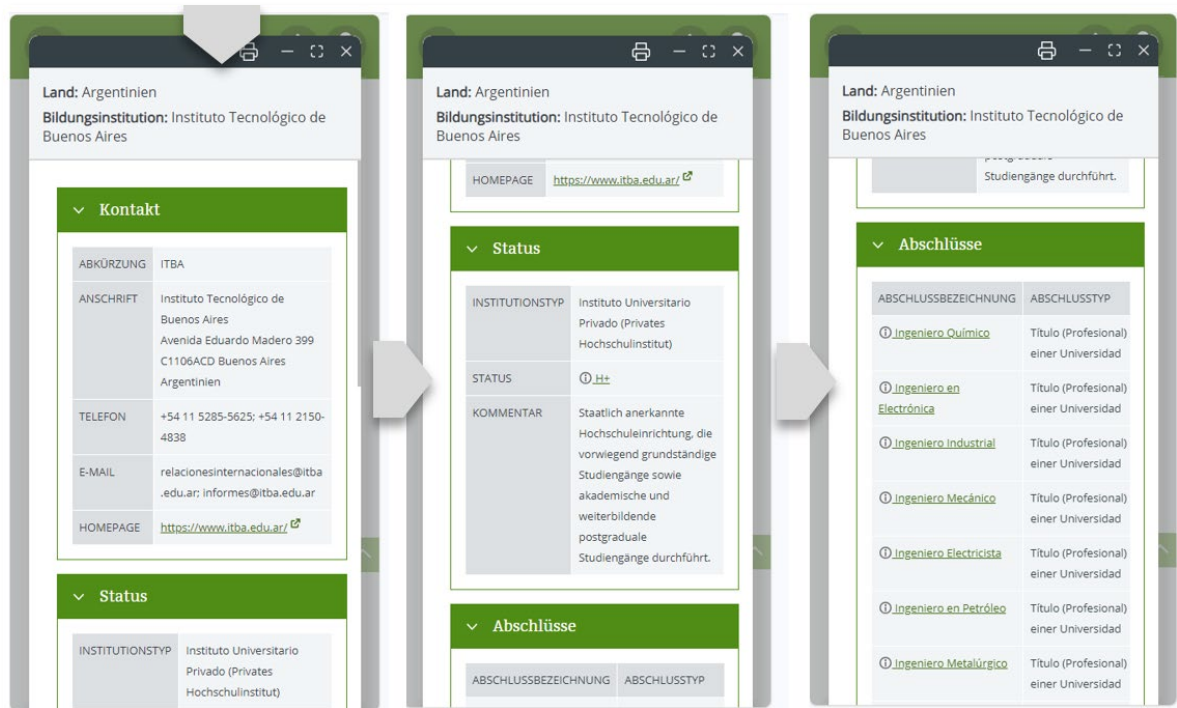 Land: Argentinien
Bildungsinstitution: Instituto Tecnológico de
Buenos Aires
Kontakt
ABKÜRZUNG ITBA
ANSCHRIFT Instituto Tecnológico de
Buenos Aires
Avenida Eduardo Madero 399
C1106ACD Buenos Aires
Argentinien
TELEFON +54 11 5285-5625; +54 11 2150-
4838
E-MAIL relacionesinternacionales@itba
.edu.ar; informes@itba.edu.ar
HOMEPAGE https://www.itba.edu.ar/
Status
INSTITUTIONSTYP Instituto Universitario
Privado (Privates
Hochschulinstitut)
Land: Argentinien
Bildungsinstitution: Instituto Tecnológico de
Buenos Aires
HOMEPAGE https://www.itba.edu.ar/
Status
INSTITUTIONSTYP Instituto Universitario
Privado (Privates
Hochschulinstitut)
STATUS H+
KOMMENTAR Staatlich anerkannte
Hochschuleinrichtung, die
vorwiegend grundständige
Studiengänge sowie
akademische und
weiterbildende
postgraduale
Studiengänge durchführt.
Abschlüsse
ABSCHLUSSBEZEICHNUNG ABSCHLUSSTYP
Land: Argentinien
Bildungsinstitution: Instituto Tecnológico de
Buenos Aires
Studiengänge durchführt.
Abschlüsse
ABSCHLUSSBEZEICHNUNG ABSCHLUSSTYP
Ingeniero Químico Título (Profesional)
einer Universidad
Ingeniero en Título (Profesional)
Electrónica einer Universidad
Ingeniero Industrial Título (Profesional)
einer Universidad
Ingeniero Mecánico Título (Profesional)
einer Universidad
Ingeniero Electricista Título (Profesional)
einer Universidad
Ingeniero en Petróleo Título (Profesional)
einer Universidad
Ingeniero Metalúrgico Título (Profesional)
einer Universidad